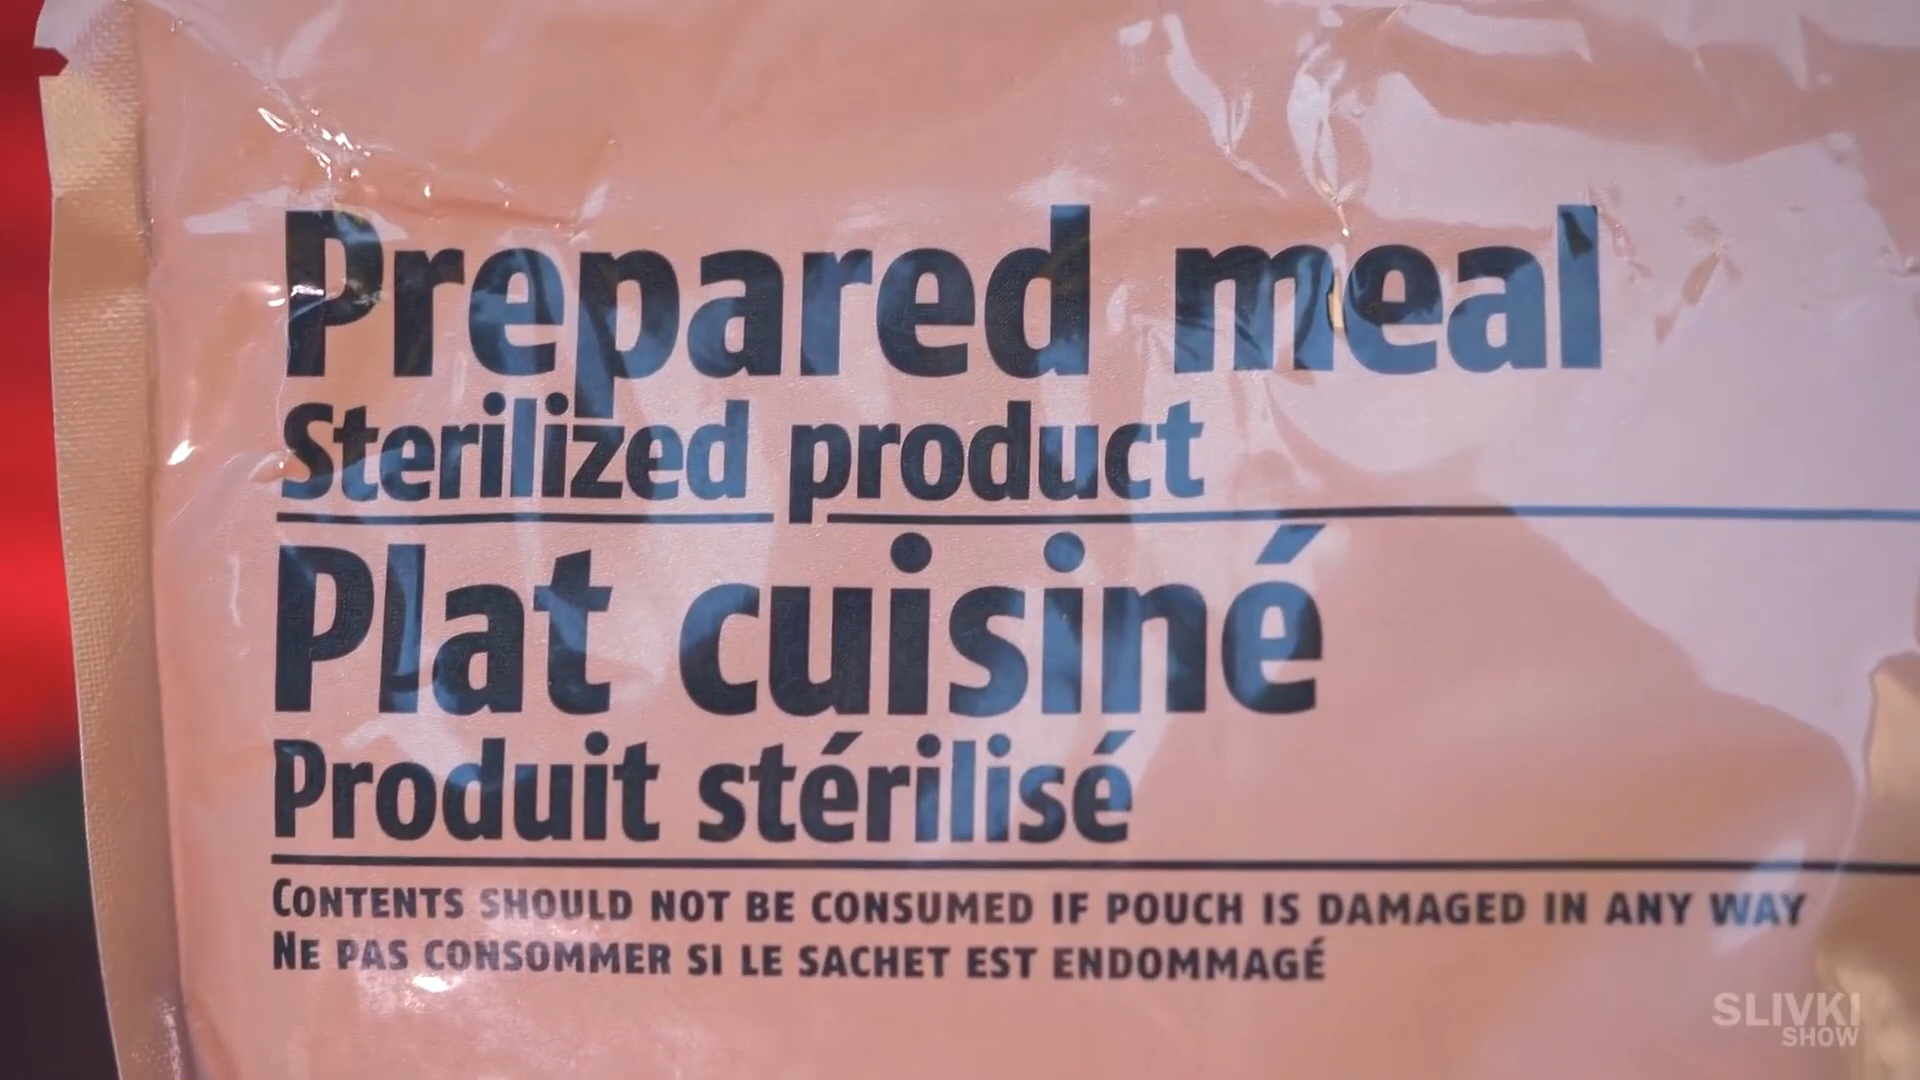 Prepared meal
Sterilized product
Plat cuisiné
Produit stérilisé
CONTENTS SHOULD NOT BE CONSUMED IF POUCH IS DAMAGED IN ANY WAY
NE PAS CONSOMMER SI LE SACHET EST ENDOMMAGÉ
SLIVKI
SHOW